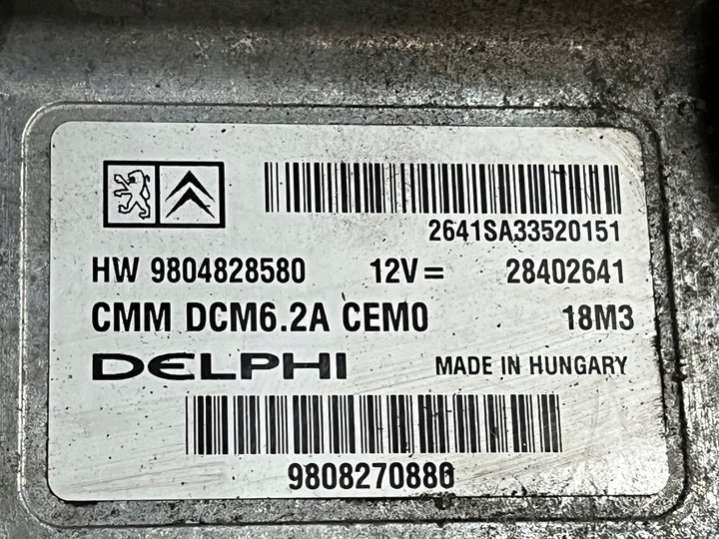 2641SA33520151
HW 9804828580 12V= 28402641
CMM DCM6.2A CEM0 18M3
DELPHI MADE IN HUNGARY
9808270880